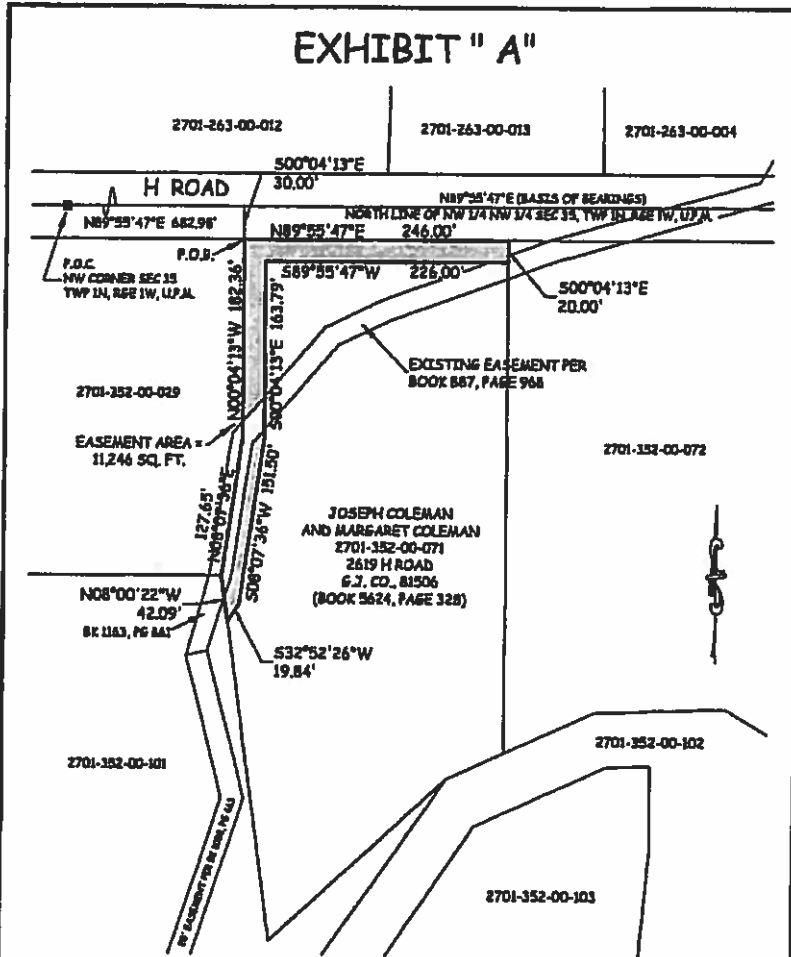 EXHIBIT " A"
2701-263-00-012
2701-263-00-013
2701-263-00-004
S00°04'13"E
30.00'
H ROAD
N89°55'47"E (BASIS OF BEARINGS)
NORTH LINE OF NW 1/4 NW 1/4 SEC 35, TWP 1N, RGE 1W, U.P.M.
N89°55'47"E 682.98'
N89°55'47"E 246.00'
P.O.B.
P.O.C.
NW CORNER SEC 35
TWP 1N, RGE 1W, U.P.M.
S89°55'47"W 226.00'
S00°04'13"E
20.00'
N00°04'13"W 182.36'
S00°04'13"E 163.79'
EXISTING EASEMENT PER
BOOK 887, PAGE 968
2701-352-00-029
EASEMENT AREA =
11,246 SQ. FT.
2701-352-00-072
127.65'
N08°07'36"E
S08°07'36"W 151.50'
JOSEPH COLEMAN
AND MARGARET COLEMAN
2701-352-00-071
2619 H ROAD
G.J. CO., 81506
(BOOK 5624, PAGE 328)
N08°00'22"W
42.09'
BK 1163, PG
S32°52'26"W
19.84'
2701-352-00-101
2701-352-00-102
EASEMENT PER BK
2701-352-00-103